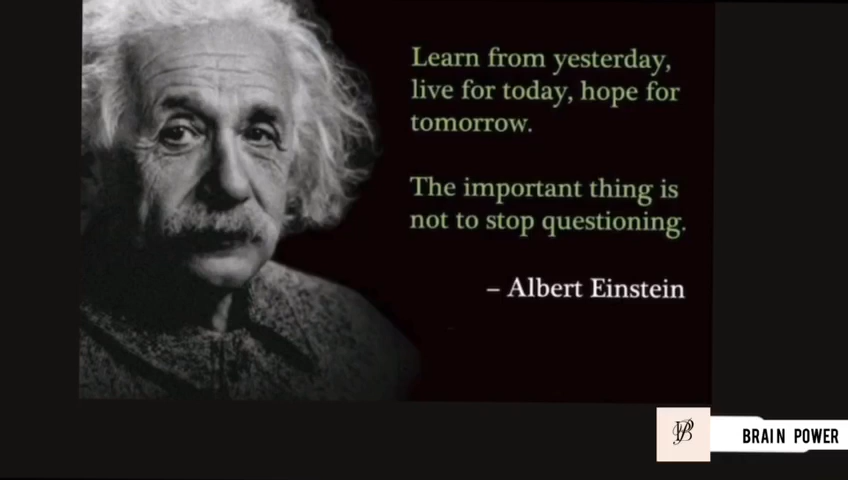 Learn from yesterday,
live for today, hope for
tomorrow.
The important thing is
not to stop questioning.
– Albert Einstein
BRAIN POWER